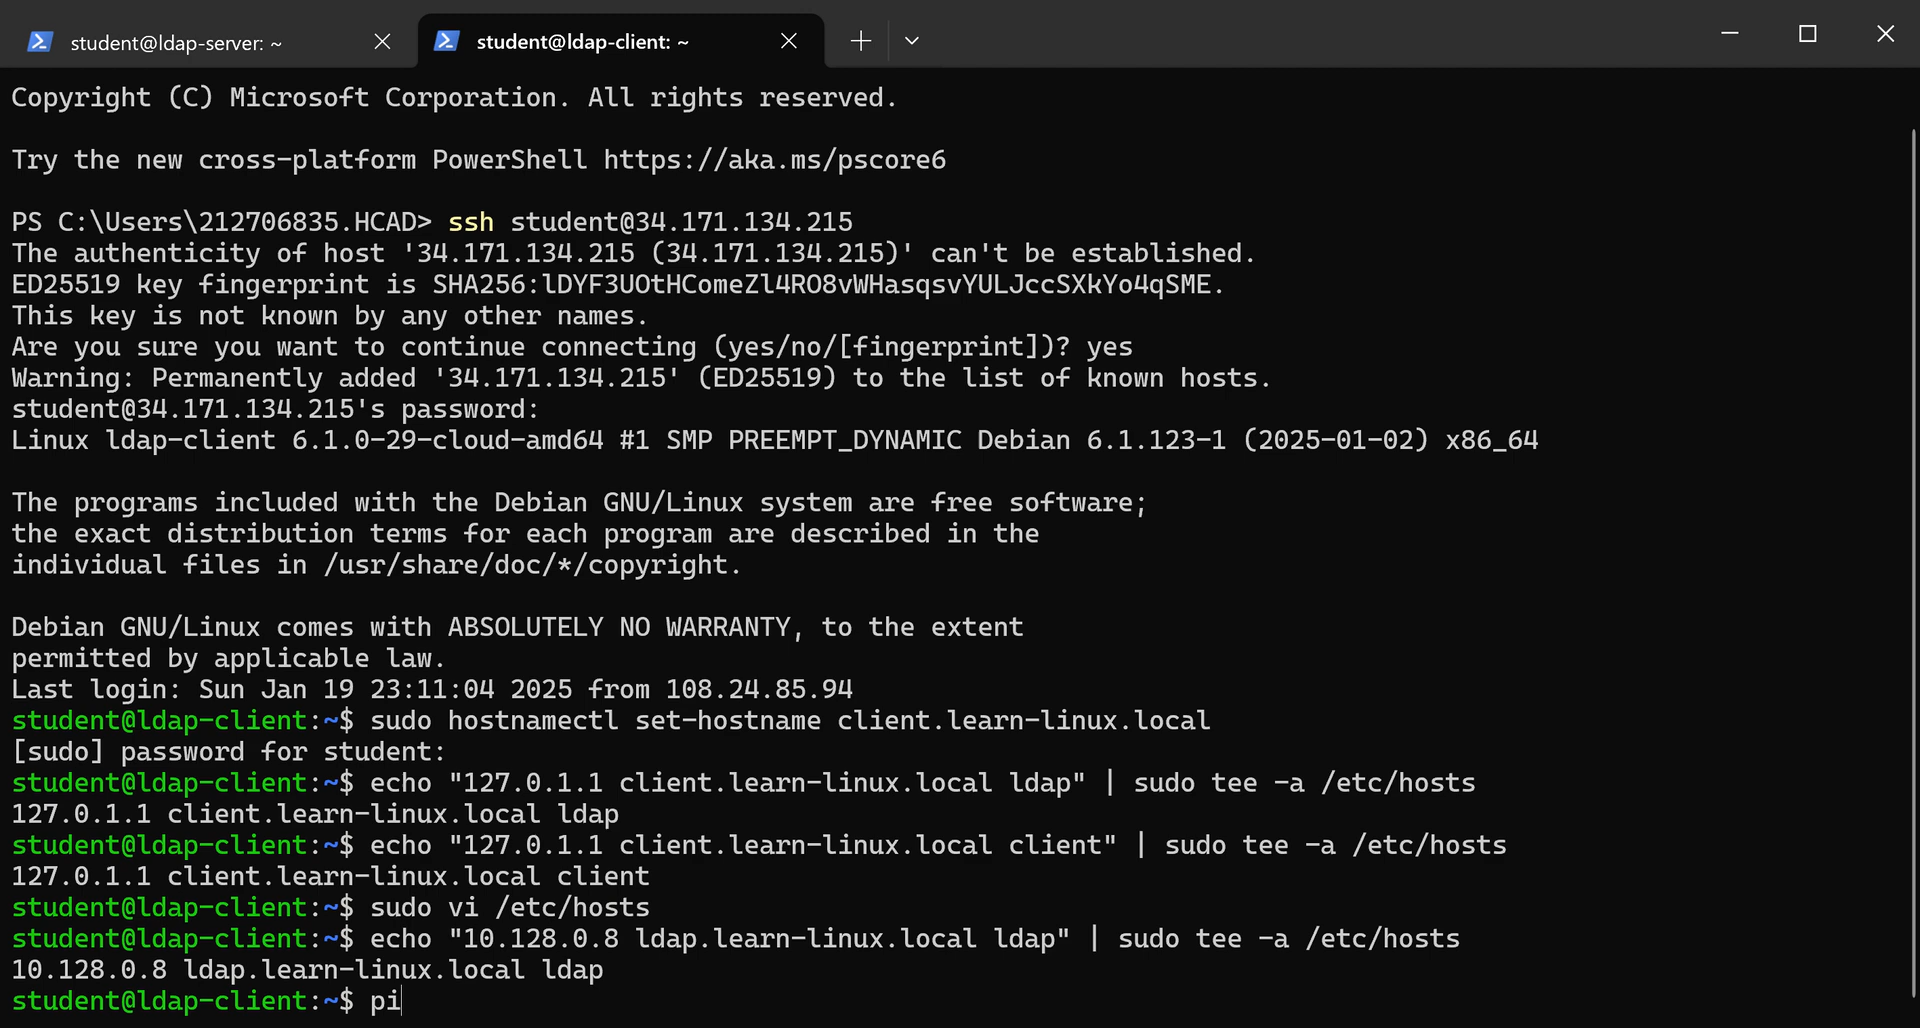 student@ldap-server: ~
student@ldap-client: ~
Copyright (C) Microsoft Corporation. All rights reserved.
Try the new cross-platform PowerShell https://aka.ms/pscore6
PS C:\Users\212706835.HCAD> ssh student@34.171.134.215
The authenticity of host '34.171.134.215 (34.171.134.215)' can't be established.
ED25519 key fingerprint is SHA256:lDYF3UOtHComeZl4RO8vWHasqsvYULJccSXkYo4qSME.
This key is not known by any other names.
Are you sure you want to continue connecting (yes/no/[fingerprint])? yes
Warning: Permanently added '34.171.134.215' (ED25519) to the list of known hosts.
student@34.171.134.215's password:
Linux ldap-client 6.1.0-29-cloud-amd64 #1 SMP PREEMPT_DYNAMIC Debian 6.1.123-1 (2025-01-02) x86_64
The programs included with the Debian GNU/Linux system are free software;
the exact distribution terms for each program are described in the
individual files in /usr/share/doc/*/copyright.
Debian GNU/Linux comes with ABSOLUTELY NO WARRANTY, to the extent
permitted by applicable law.
Last login: Sun Jan 19 23:11:04 2025 from 108.24.85.94
student@ldap-client:~$ sudo hostnamectl set-hostname client.learn-linux.local
[sudo] password for student:
student@ldap-client:~$ echo "127.0.1.1 client.learn-linux.local ldap" | sudo tee -a /etc/hosts
127.0.1.1 client.learn-linux.local ldap
student@ldap-client:~$ echo "127.0.1.1 client.learn-linux.local client" | sudo tee -a /etc/hosts
127.0.1.1 client.learn-linux.local client
student@ldap-client:~$ sudo vi /etc/hosts
student@ldap-client:~$ echo "10.128.0.8 ldap.learn-linux.local ldap" | sudo tee -a /etc/hosts
10.128.0.8 ldap.learn-linux.local ldap
student@ldap-client:~$ pi